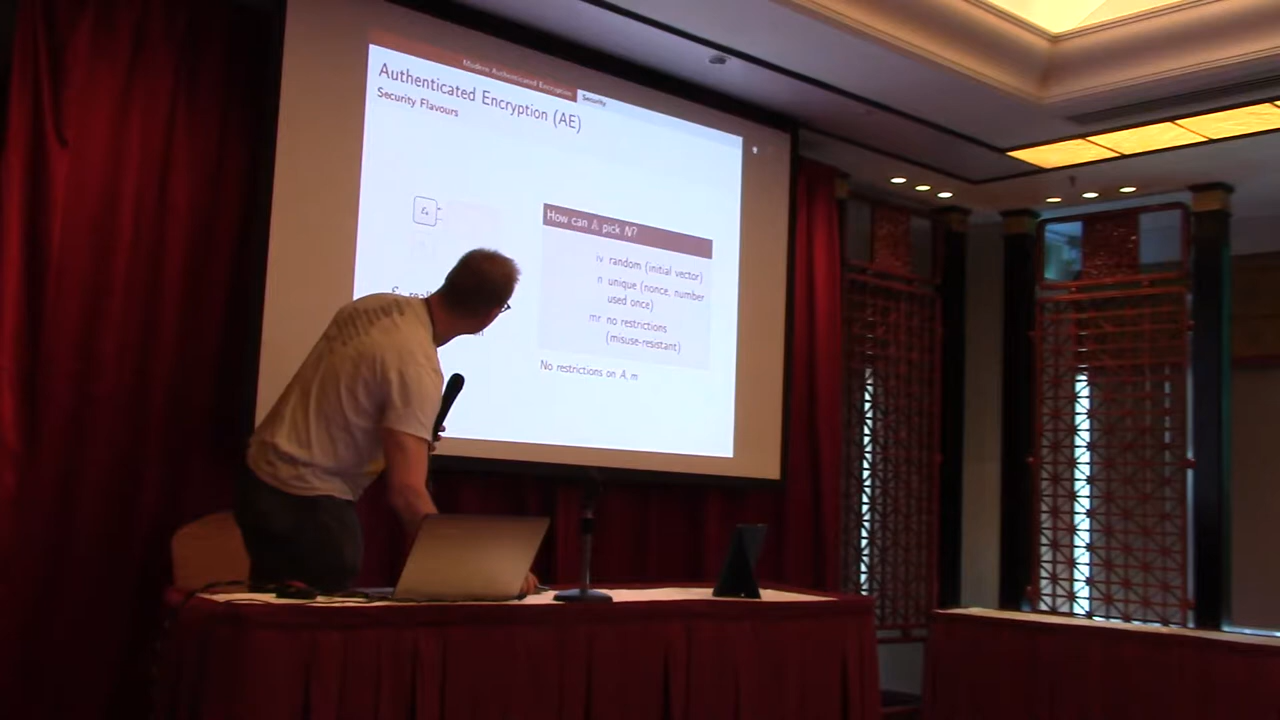 Modern Authenticated Encryption
Security
Authenticated Encryption (AE)
Security Flavours
How can 𝔸 pick N?
iv random (initial vector)
n unique (nonce, number
used once)
mr no restrictions
(misuse-resistant)
No restrictions on A, m